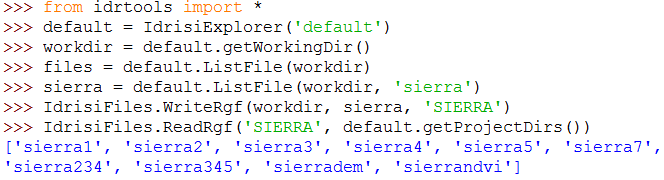 >>> from idrtools import *
>>> default = IdrisiExplorer('default')
>>> workdir = default.getWorkingDir()
>>> files = default.ListFile(workdir)
>>> sierra = default.ListFile(workdir, 'sierra')
>>> IdrisiFiles.WriteRgf(workdir, sierra, 'SIERRA')
>>> IdrisiFiles.ReadRgf('SIERRA', default.getProjectDirs())
['sierra1', 'sierra2', 'sierra3', 'sierra4', 'sierra5', 'sierra7',
'sierra234', 'sierra345', 'sierradem', 'sierrandvi']